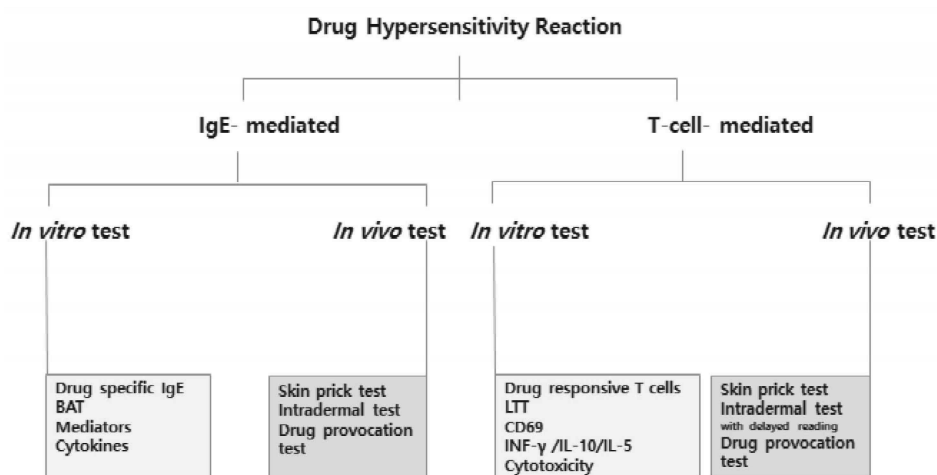 Drug Hypersensitivity Reaction
IgE- mediated
T-cell- mediated
In vitro test
In vivo test
In vitro test
In vivo test
Drug specific IgE
BAT
Mediators
Cytokines
Skin prick test
Intradermal test
Drug provocation
test
Drug responsive T cells
LTT
CD69
INF-γ /IL-10/IL-5
Cytotoxicity
Skin prick test
Intradermal test
with delayed reading
Drug provocation
test